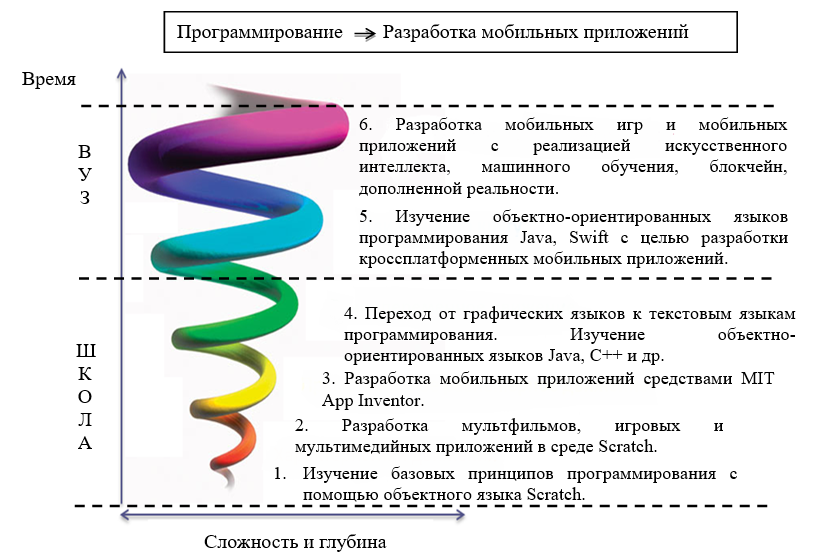 Программирование → Разработка мобильных приложений
Время
ВУЗ
6. Разработка мобильных игр и мобильных
приложений с реализацией искусственного
интеллекта, машинного обучения, блокчейн,
дополненной реальности.
5. Изучение объектно-ориентированных языков
программирования Java, Swift с целью разработки
кроссплатформенных мобильных приложений.
ШКОЛА
4. Переход от графических языков к текстовым языкам
программирования. Изучение объектно-
ориентированных языков Java, C++ и др.
3. Разработка мобильных приложений средствами MIT
App Inventor.
2. Разработка мультфильмов, игровых и
мультимедийных приложений в среде Scratch.
1. Изучение базовых принципов программирования с
помощью объектного языка Scratch.
Сложность и глубина